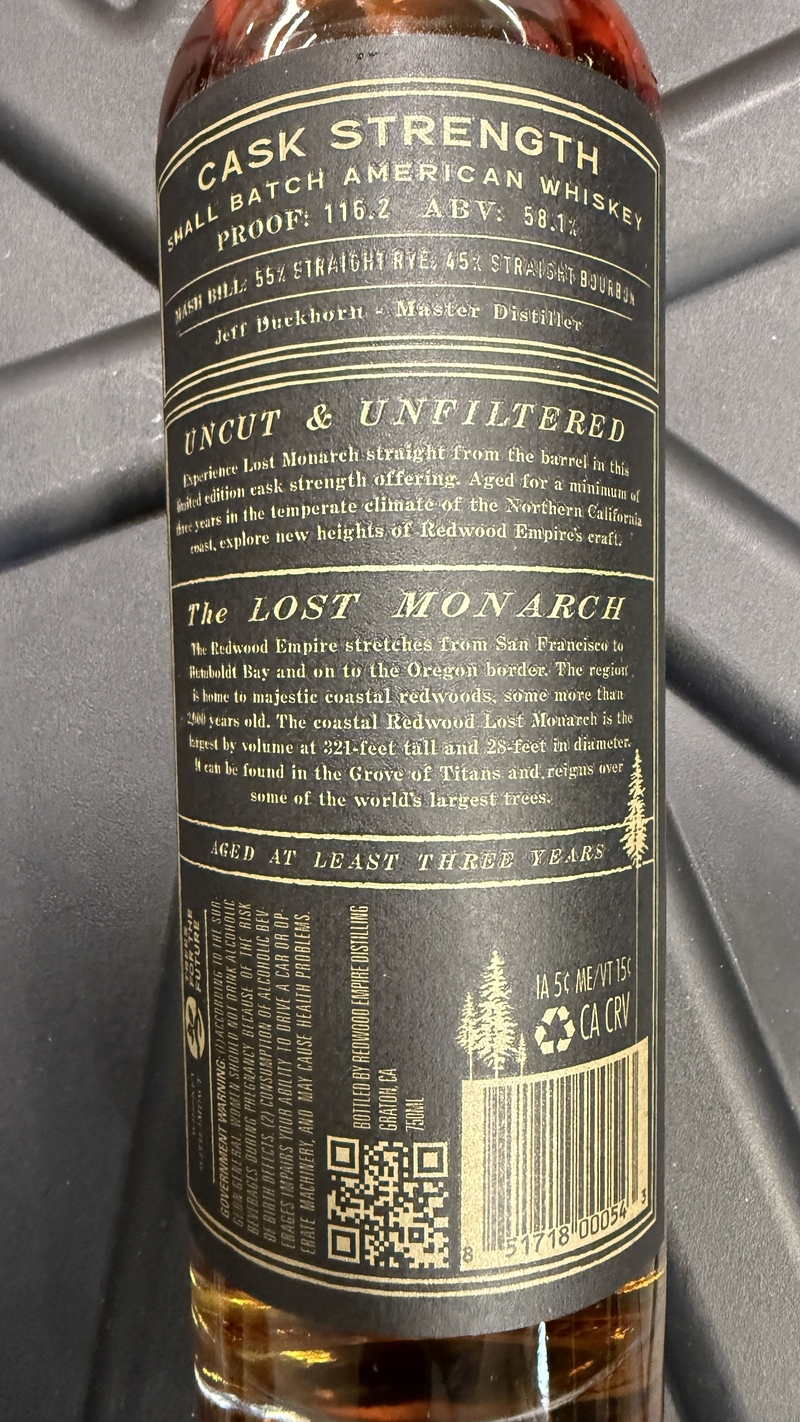 CASK STRENGTH
SMALL BATCH AMERICAN WHISKEY
PROOF: 116.2 ABV: 58.1%
MASH BILL: 55% STRAIGHT RYE, 45% STRAIGHT BOURBON
Jeff Duckhorn - Master Distiller
UNCUT & UNFILTERED
Experience Lost Monarch straight from the barrel in this
limited edition cask strength offering. Aged for a minimum of
three years in the temperate climate of the Northern California
coast, explore new heights of Redwood Empire's craft.
The LOST MONARCH
The Redwood Empire stretches from San Francisco to
Humboldt Bay and on to the Oregon border. The region
is home to majestic coastal redwoods, some more than
2,000 years old. The coastal Redwood Lost Monarch is the
largest by volume at 321-feet tall and 28-feet in diameter.
It can be found in the Grove of Titans and reigns over
some of the world's largest trees.
AGED AT LEAST THREE YEARS
TREES
FOR THE
FUTURE
GOVERNMENT WARNING: (1) ACCORDING TO THE SUR-
GEON GENERAL, WOMEN SHOULD NOT DRINK ALCOHOLIC
BEVERAGES DURING PREGNANCY BECAUSE OF THE RISK
OF BIRTH DEFECTS. (2) CONSUMPTION OF ALCOHOLIC BEV-
ERAGES IMPAIRS YOUR ABILITY TO DRIVE A CAR OR OP-
ERATE MACHINERY, AND MAY CAUSE HEALTH PROBLEMS.
BOTTLED BY REDWOOD EMPIRE DISTILLING
GRATON, CA
750ML
IA 5¢ ME/VT 15¢
CA CRV
8 51718 00054 3